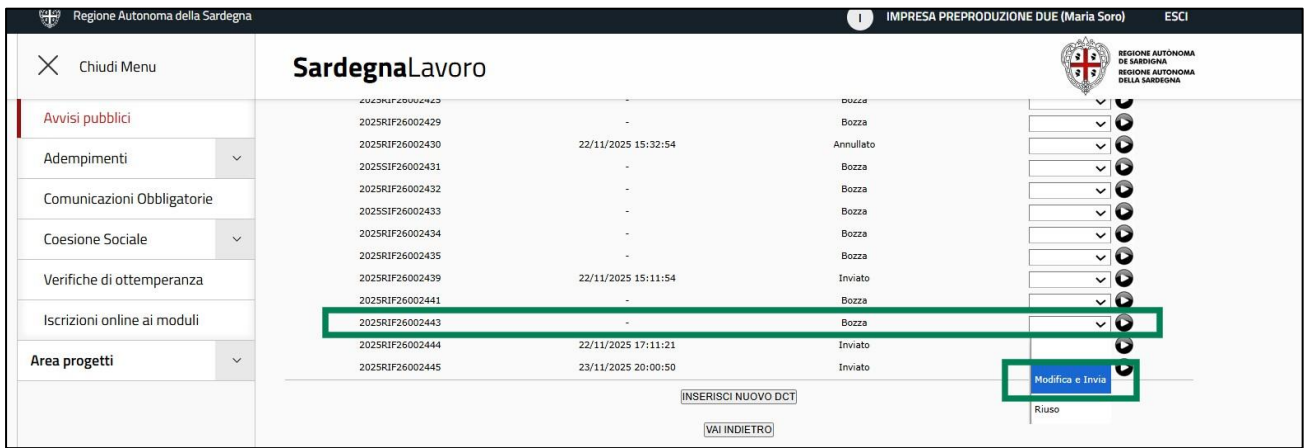 Regione Autonoma della Sardegna
I IMPRESA PREPRODUZIONE DUE (Maria Soro) ESCI
Chiudi Menu
SardegnaLavoro
REGIONE AUTÒNOMA
DE SARDIGNA
REGIONE AUTONOMA
DELLA SARDEGNA
Avvisi pubblici
Adempimenti
Comunicazioni Obbligatorie
Coesione Sociale
Verifiche di ottemperanza
Iscrizioni online ai moduli
Area progetti
2025RIF26002425 - Bozza
2025RIF26002429 - Bozza
2025RIF26002430 22/11/2025 15:32:54 Annullato
2025SIF26002431 - Bozza
2025RIF26002432 - Bozza
2025SIF26002433 - Bozza
2025RIF26002434 - Bozza
2025RIF26002435 - Bozza
2025RIF26002439 22/11/2025 15:11:54 Inviato
2025RIF26002441 - Bozza
2025RIF26002443 - Bozza
2025RIF26002444 22/11/2025 17:11:21 Inviato
2025RIF26002445 23/11/2025 20:00:50 Inviato
Modifica e Invia
Riuso
INSERISCI NUOVO DCT
VAI INDIETRO